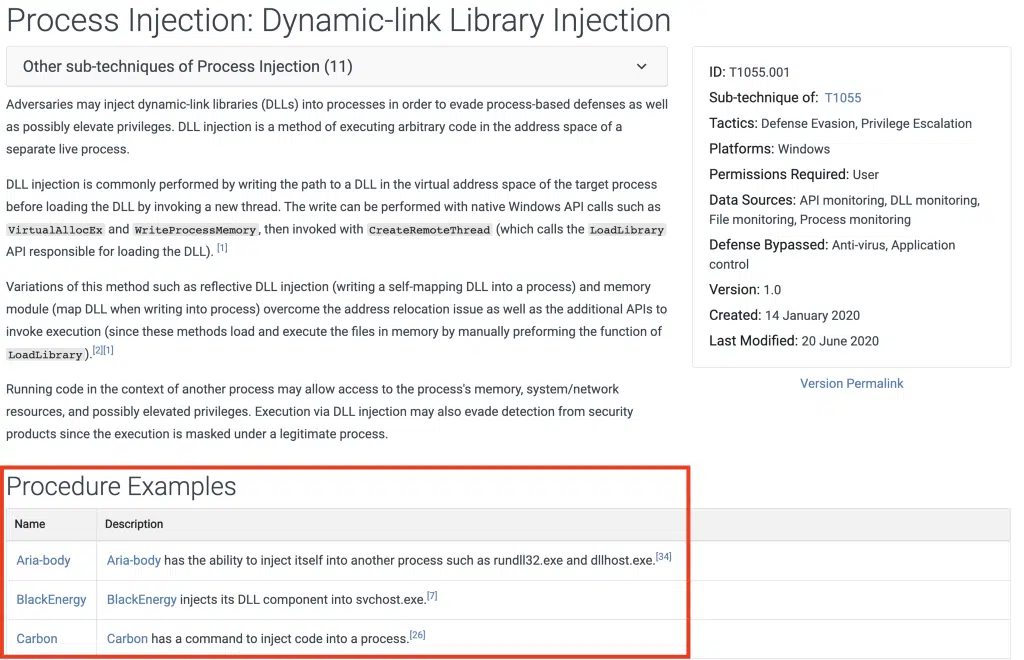 Process Injection: Dynamic-link Library Injection
Other sub-techniques of Process Injection (11)
Adversaries may inject dynamic-link libraries (DLLs) into processes in order to evade process-based defenses as well
as possibly elevate privileges. DLL injection is a method of executing arbitrary code in the address space of a
separate live process.
DLL injection is commonly performed by writing the path to a DLL in the virtual address space of the target process
before loading the DLL by invoking a new thread. The write can be performed with native Windows API calls such as
VirtualAllocEx and WriteProcessMemory, then invoked with CreateRemoteThread (which calls the LoadLibrary
API responsible for loading the DLL). [1]
Variations of this method such as reflective DLL injection (writing a self-mapping DLL into a process) and memory
module (map DLL when writing into process) overcome the address relocation issue as well as the additional APIs to
invoke execution (since these methods load and execute the files in memory by manually preforming the function of
LoadLibrary).[2][1]
Running code in the context of another process may allow access to the process's memory, system/network
resources, and possibly elevated privileges. Execution via DLL injection may also evade detection from security
products since the execution is masked under a legitimate process.
ID: T1055.001
Sub-technique of: T1055
Tactics: Defense Evasion, Privilege Escalation
Platforms: Windows
Permissions Required: User
Data Sources: API monitoring, DLL monitoring,
File monitoring, Process monitoring
Defense Bypassed: Anti-virus, Application
control
Version: 1.0
Created: 14 January 2020
Last Modified: 20 June 2020
Version Permalink
Procedure Examples
Name Description
Aria-body Aria-body has the ability to inject itself into another process such as rundll32.exe and dllhost.exe.[34]
BlackEnergy BlackEnergy injects its DLL component into svchost.exe.[7]
Carbon Carbon has a command to inject code into a process.[26]